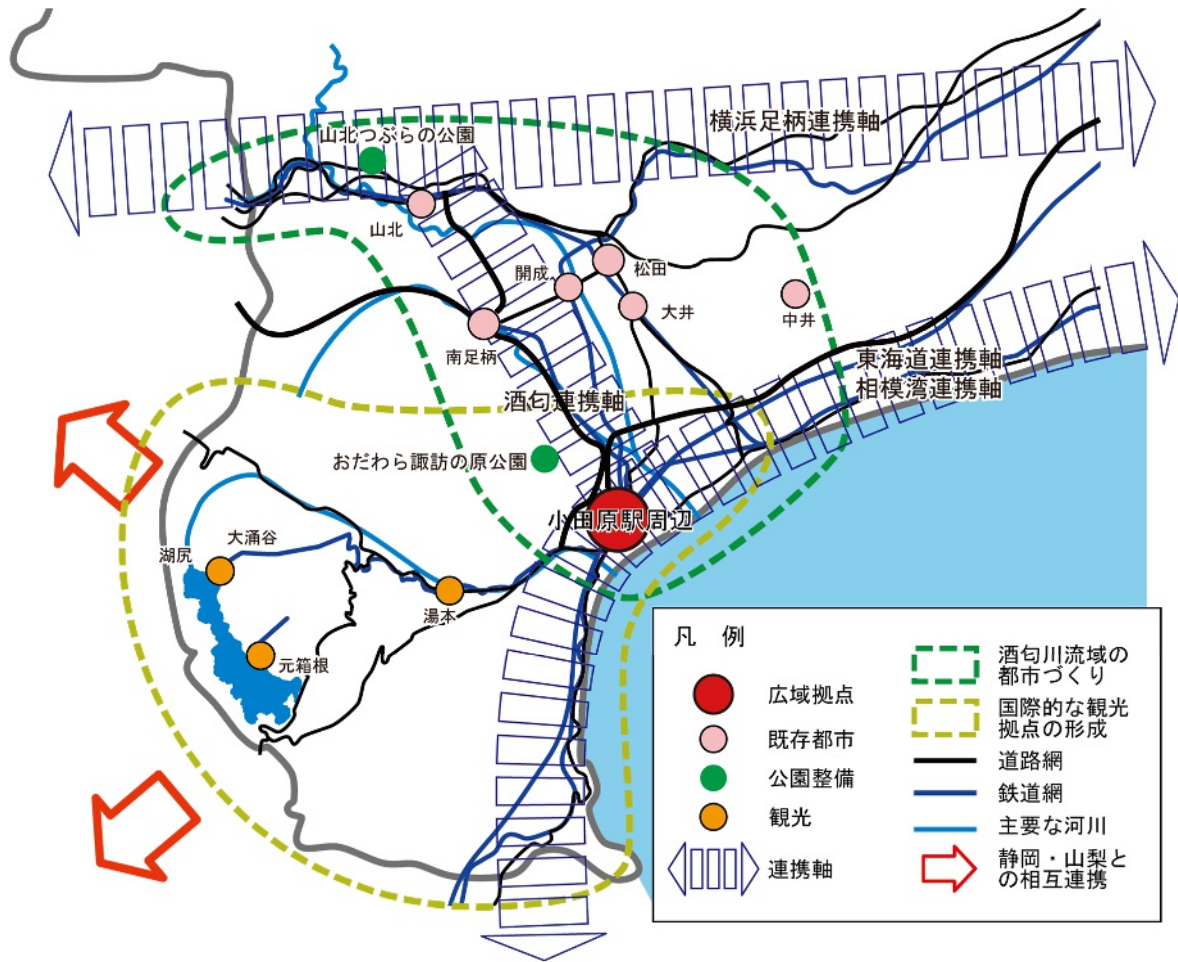 横浜足柄連携軸
山北つぶらの公園
山北
松田
開成
大井
中井
南足柄
東海道連携軸
相模湾連携軸
酒匂連携軸
おだわら諏訪の原公園
小田原駅周辺
大涌谷
湖尻
湯本
元箱根
凡 例
広域拠点
既存都市
公園整備
観光
連携軸
酒匂川流域の
都市づくり
国際的な観光
拠点の形成
道路網
鉄道網
主要な河川
静岡・山梨と
の相互連携